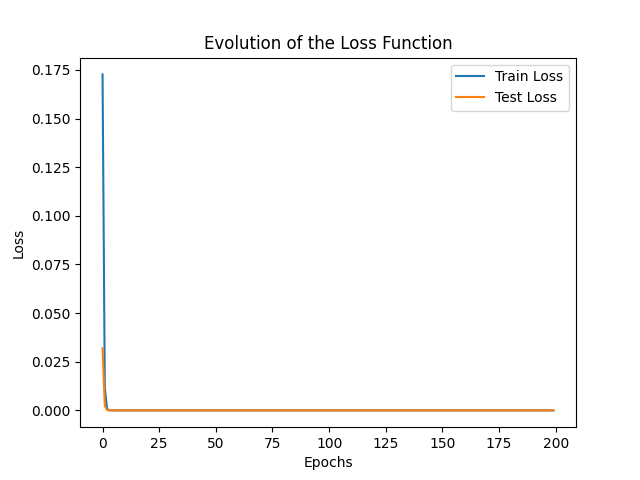 Evolution of the Loss Function
Train Loss
Test Loss
0.175
0.150
0.125
0.100
0.075
0.050
0.025
0.000
Loss
0 25 50 75 100 125 150 175 200
Epochs